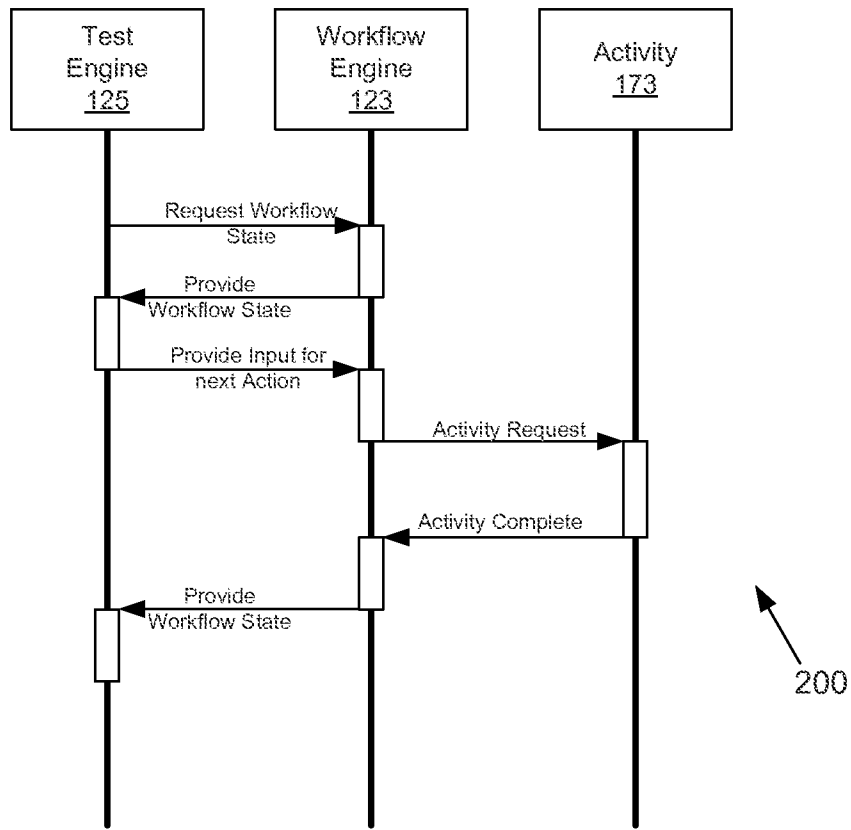 Test
Engine
125
Workflow
Engine
123
Activity
173
Request Workflow
State
Provide
Workflow State
Provide Input for
next Action
Activity Request
Activity Complete
Provide
Workflow State
200